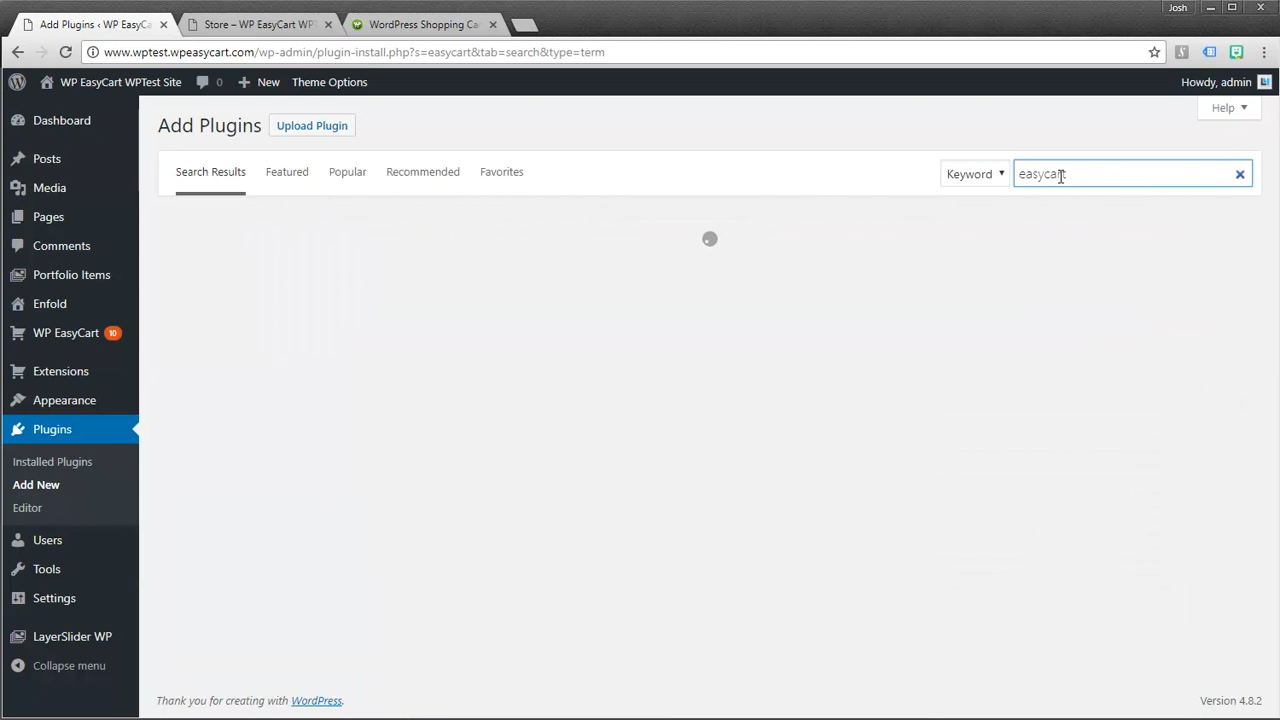 Josh
Add Plugins ‹ WP EasyCa
Store – WP EasyCart WPT
WordPress Shopping Ca
www.wptest.wpeasycart.com/wp-admin/plugin-install.php?s=easycart&tab=search&type=term
WP EasyCart WPTest Site
0
New
Theme Options
Howdy, admin
Help
Add Plugins
Upload Plugin
Search Results
Featured
Popular
Recommended
Favorites
Keyword
easycart
Dashboard
Posts
Media
Pages
Comments
Portfolio Items
Enfold
WP EasyCart 10
Extensions
Appearance
Plugins
Installed Plugins
Add New
Editor
Users
Tools
Settings
LayerSlider WP
Collapse menu
Thank you for creating with WordPress.
Version 4.8.2